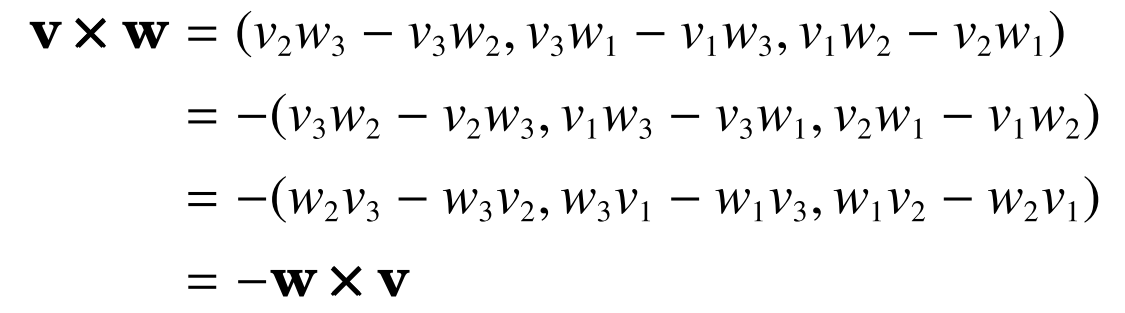 𝐯 × 𝐰 = (v₂w₃ − v₃w₂, v₃w₁ − v₁w₃, v₁w₂ − v₂w₁)
= −(v₃w₂ − v₂w₃, v₁w₃ − v₃w₁, v₂w₁ − v₁w₂)
= −(w₂v₃ − w₃v₂, w₃v₁ − w₁v₃, w₁v₂ − w₂v₁)
= −𝐰 × 𝐯